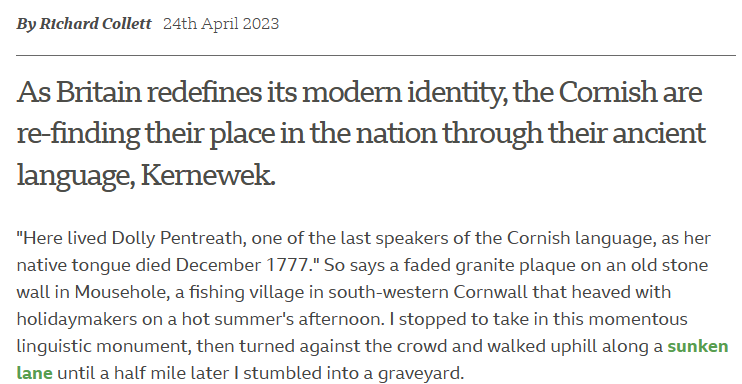 By Richard Collett 24th April 2023
As Britain redefines its modern identity, the Cornish are
re-finding their place in the nation through their ancient
language, Kernewek.
"Here lived Dolly Pentreath, one of the last speakers of the Cornish language, as her
native tongue died December 1777." So says a faded granite plaque on an old stone
wall in Mousehole, a fishing village in south-western Cornwall that heaved with
holidaymakers on a hot summer's afternoon. I stopped to take in this momentous
linguistic monument, then turned against the crowd and walked uphill along a sunken
lane until a half mile later I stumbled into a graveyard.